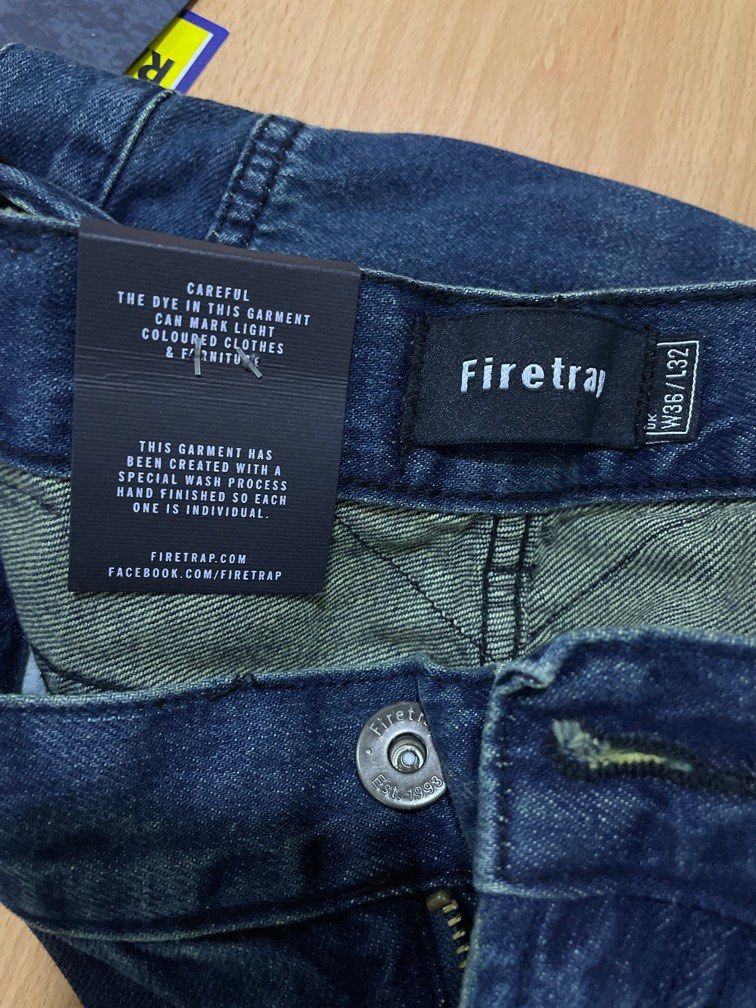 R
CAREFUL
THE DYE IN THIS GARMENT
CAN MARK LIGHT
COLOURED CLOTHES
& FURNITURE
THIS GARMENT HAS
BEEN CREATED WITH A
SPECIAL WASH PROCESS
HAND FINISHED SO EACH
ONE IS INDIVIDUAL.
FIRETRAP.COM
FACEBOOK.COM/FIRETRAP
Firetrap
UK
W36/L32
Firetrap
Est. 1993